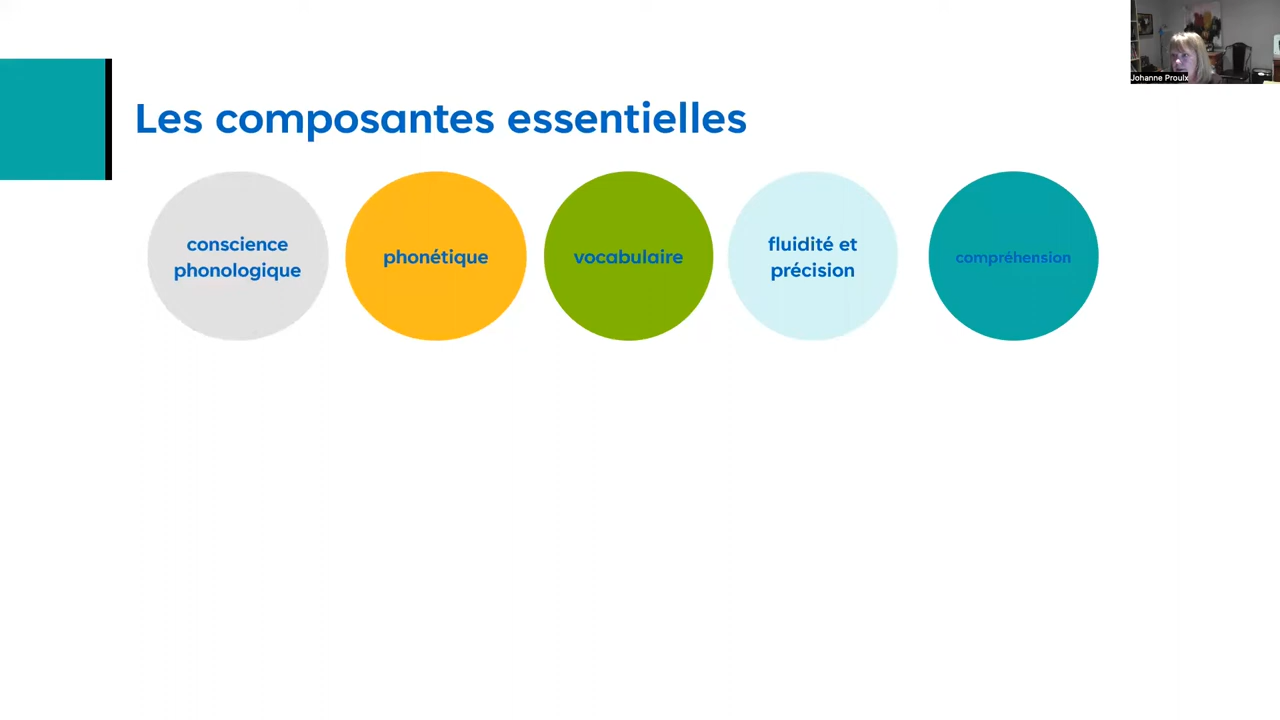 Johanne Proulx
Les composantes essentielles
conscience
phonologique
phonétique
vocabulaire
fluidité et
précision
compréhension